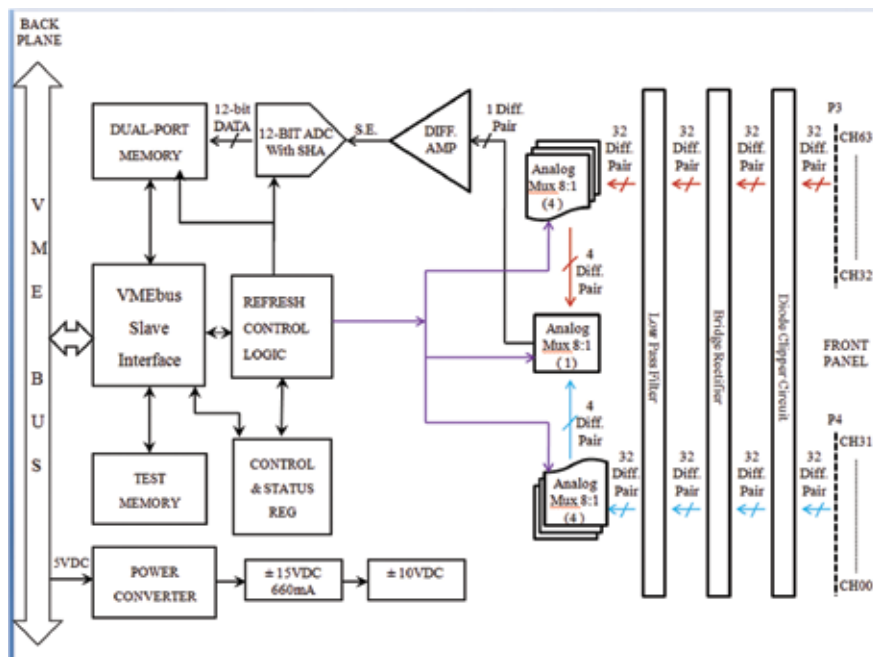 BACK
PLANE
V
M
E
B
U
S
DUAL-PORT
MEMORY
12-bit
DATA
12-BIT ADC
With SHA
S.E.
DIFF.
AMP
1 Diff.
Pair
Analog
Mux 8:1
(4)
32
Diff.
Pair
32
Diff.
Pair
32
Diff.
Pair
32
Diff.
Pair
P3
CH63
CH32
VMEbus
Slave
Interface
REFRESH
CONTROL
LOGIC
4
Diff.
Pair
Analog
Mux 8:1
(1)
4
Diff.
Pair
Low Pass Filter
Bridge Rectifier
Diode Clipper Circuit
FRONT
PANEL
TEST
MEMORY
CONTROL
& STATUS
REG
Analog
Mux 8:1
(4)
32
Diff.
Pair
32
Diff.
Pair
32
Diff.
Pair
32
Diff.
Pair
P4
CH31
CH00
5VDC
POWER
CONVERTER
±15VDC
660mA
±10VDC